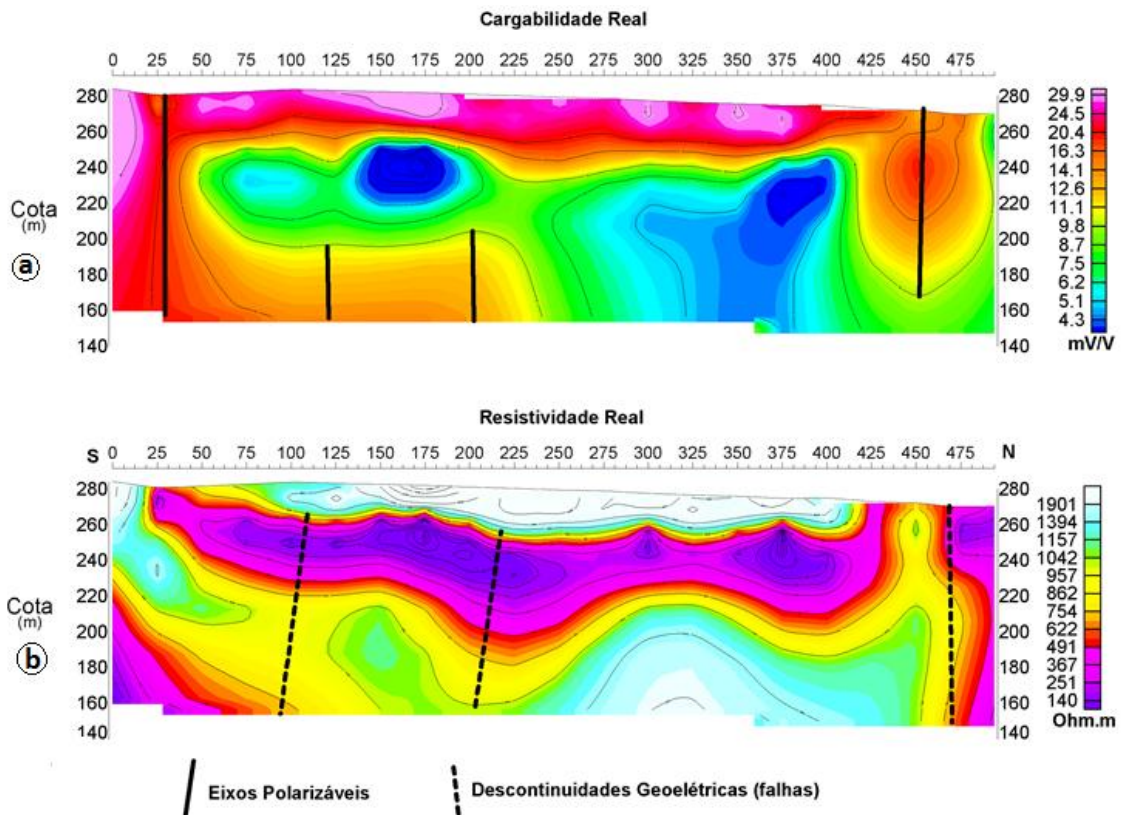 Cargabilidade Real
0 25 50 75 100 125 150 175 200 225 250 275 300 325 350 375 400 425 450 475
280 280
260 260
240 240
220 220
200 200
180 180
160 160
140 140
Cota
(m)
a
29.9
24.5
20.4
16.4
14.1
12.6
11.1
9.8
8.7
7.5
6.2
5.1
4.3
mV/V
Resistividade Real
S N
0 25 50 75 100 125 150 175 200 225 250 275 300 325 350 375 400 425 450 475
280 280
260 260
240 240
220 220
200 200
180 180
160 160
140 140
Cota
(m)
b
1901
1394
1157
1042
957
862
754
622
491
367
251
140
Ohm.m
Eixos Polarizáveis
Descontinuidades Geoelétricas (falhas)